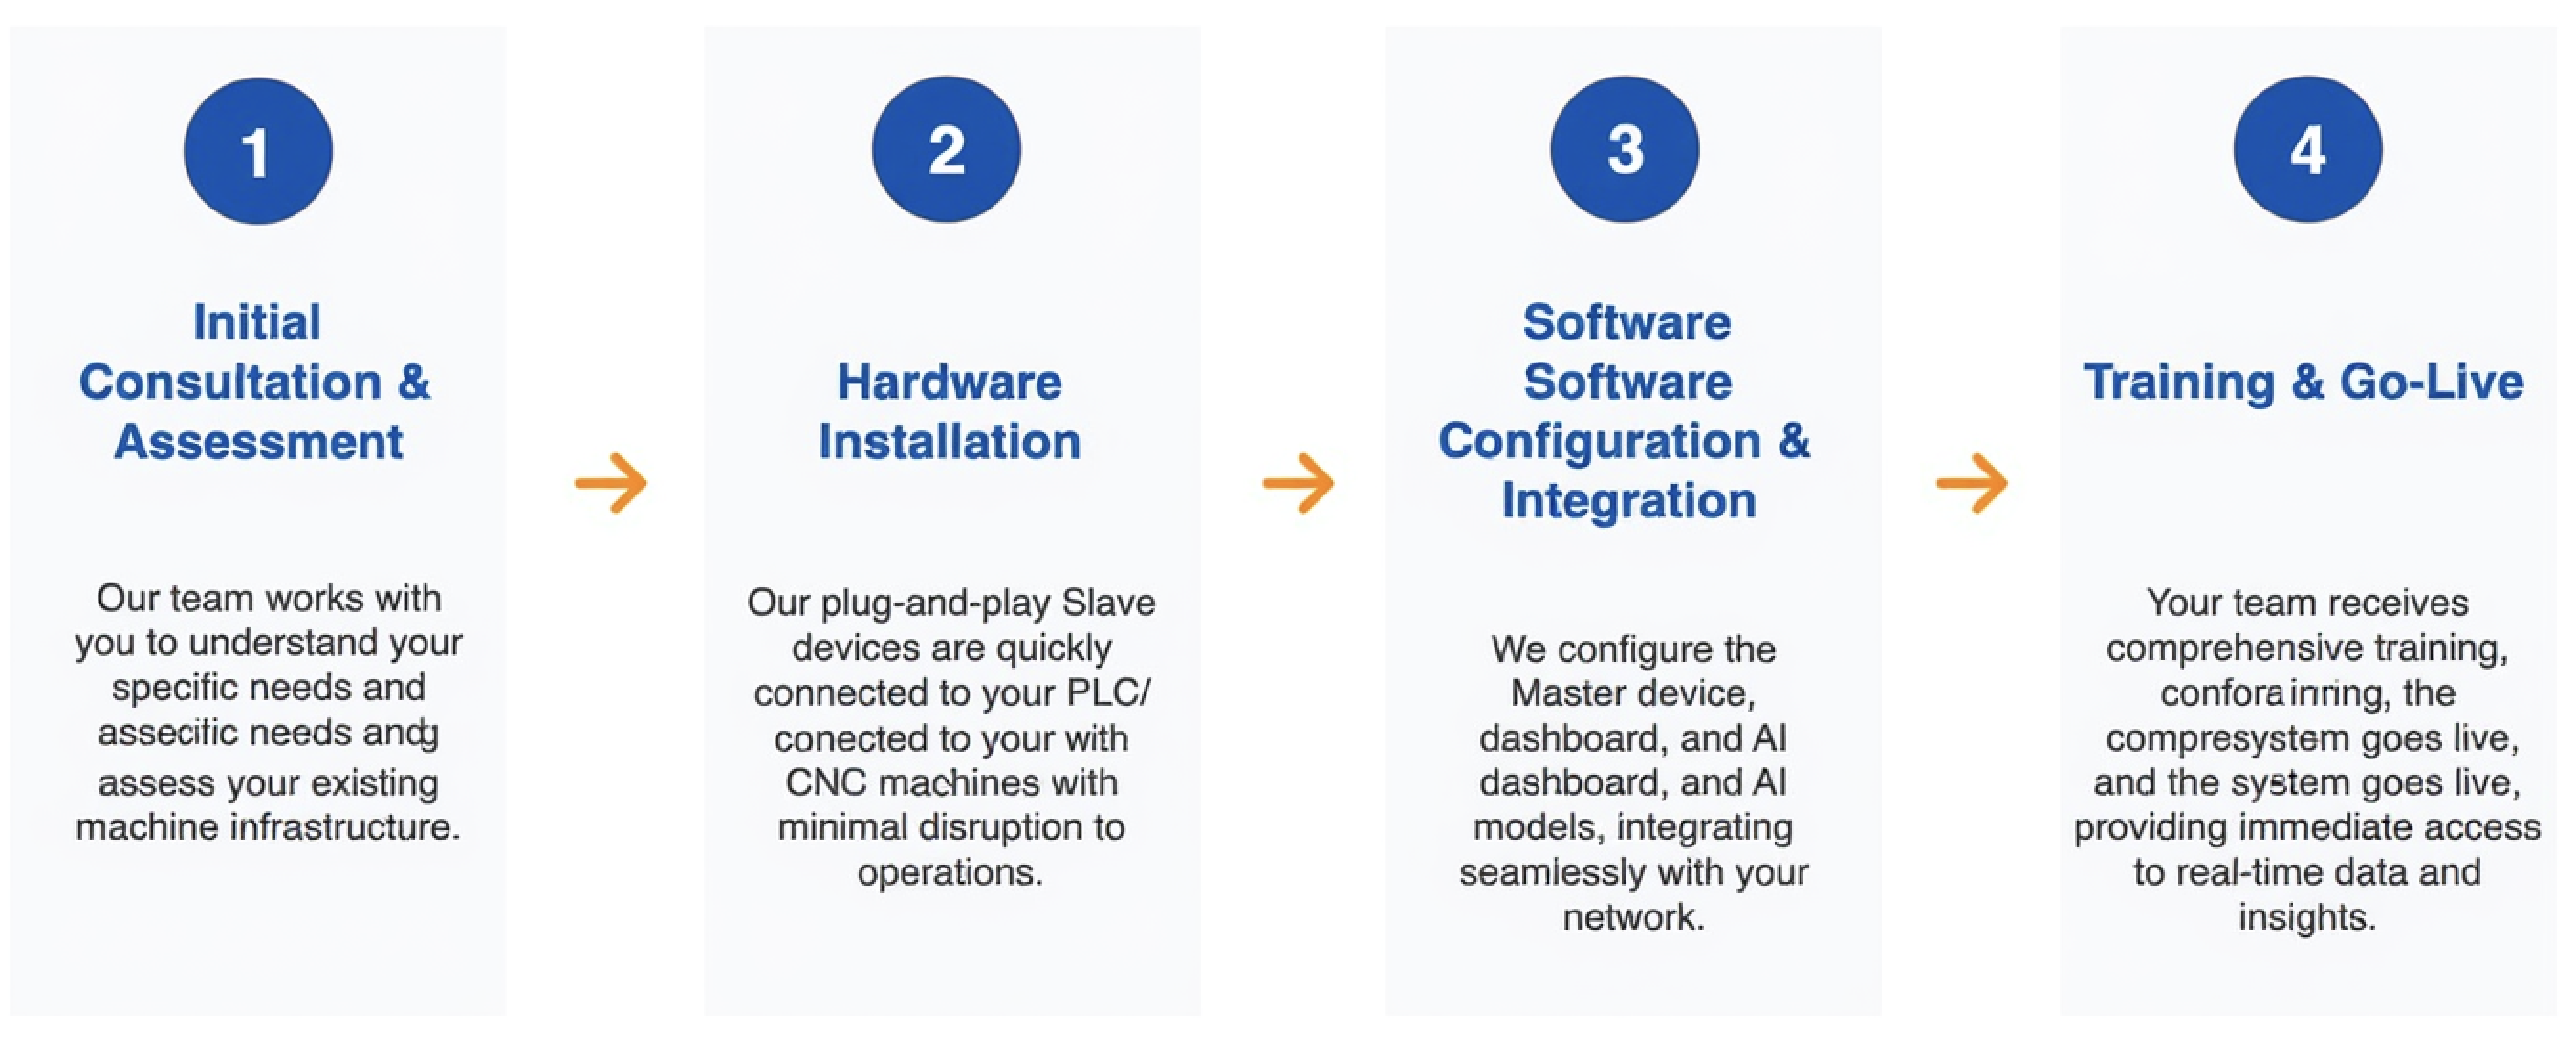 1
Initial
Consultation &
Assessment
Our team works with
you to understand your
specific needs and
assecific needs andg
assess your existing
machine infrastructure.
2
Hardware
Installation
Our plug-and-play Slave
devices are quickly
connected to your PLC/
conected to your with
CNC machines with
minimal disruption to
operations.
3
Software
Software
Configuration &
Integration
We configure the
Master device,
dashboard, and AI
dashboard, and AI
models, integrating
seamlessly with your
network.
4
Training & Go-Live
Your team receives
comprehensive training,
the
compresystem goes live,
and the system goes live,
providing immediate access
to real-time data and
insights.